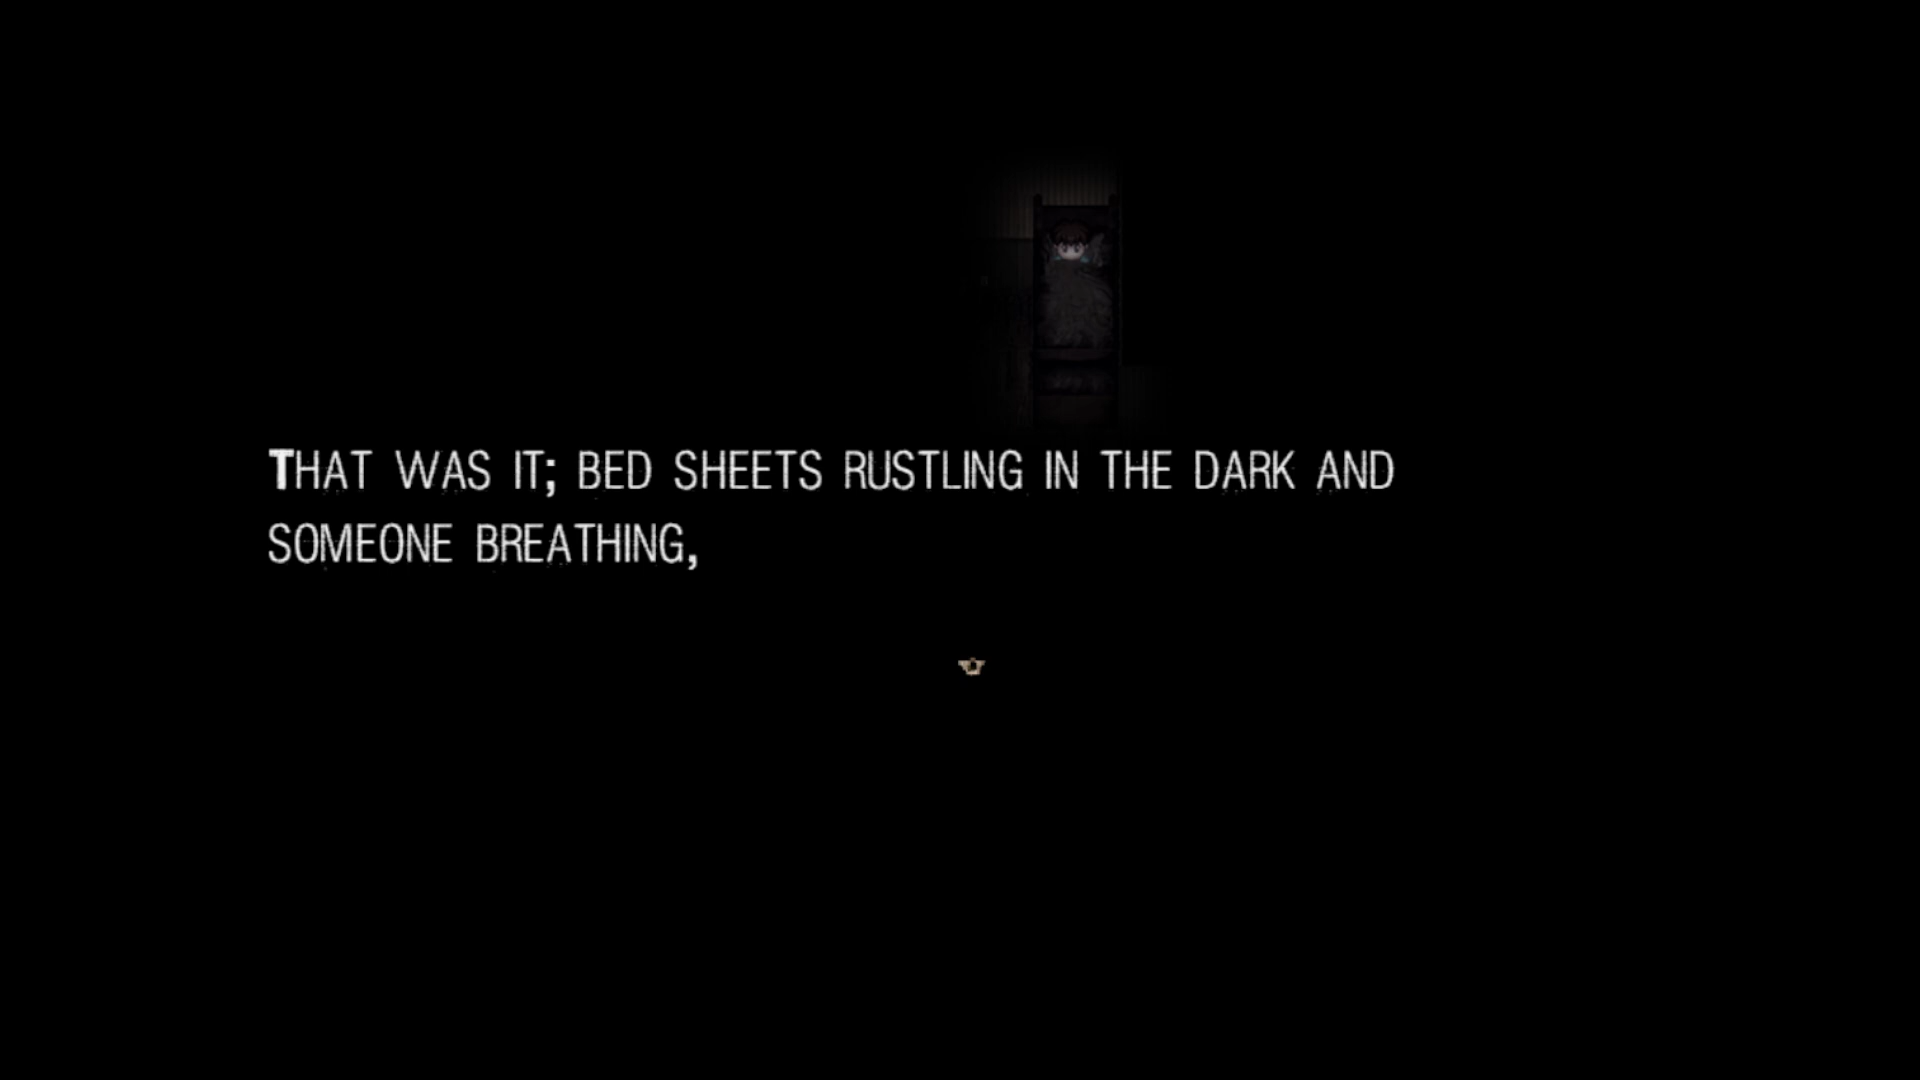 THAT WAS IT; BED SHEETS RUSTLING IN THE DARK AND
SOMEONE BREATHING,